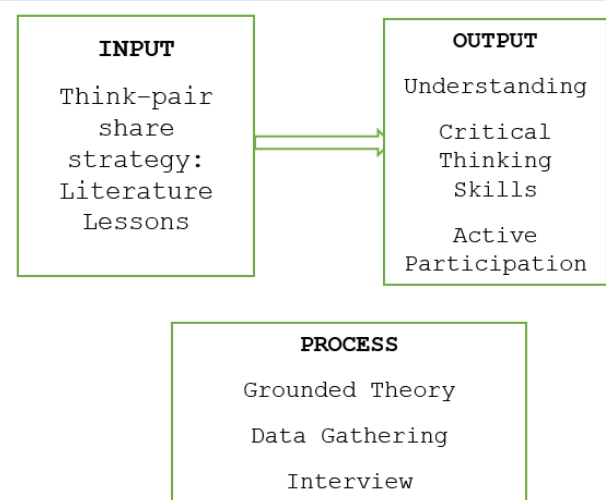 INPUT
Think-pair
share
strategy:
Literature
Lessons
OUTPUT
Understanding
Critical
Thinking
Skills
Active
Participation
PROCESS
Grounded Theory
Data Gathering
Interview